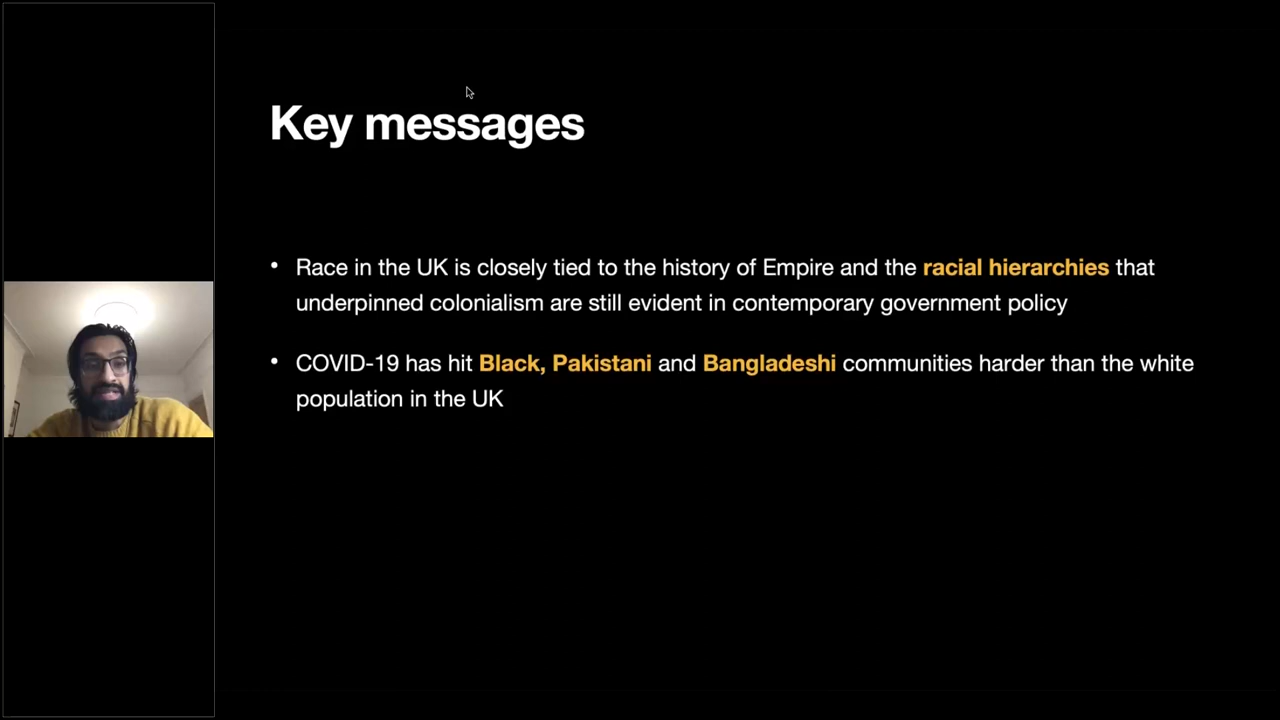 Key messages
• Race in the UK is closely tied to the history of Empire and the racial hierarchies that
underpinned colonialism are still evident in contemporary government policy
• COVID-19 has hit Black, Pakistani and Bangladeshi communities harder than the white
population in the UK